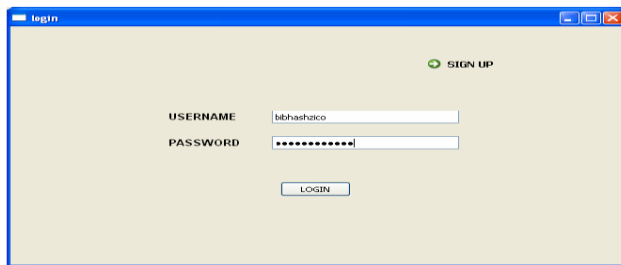 login
SIGN UP
USERNAME bibhashzico
PASSWORD ••••••••••••
LOGIN